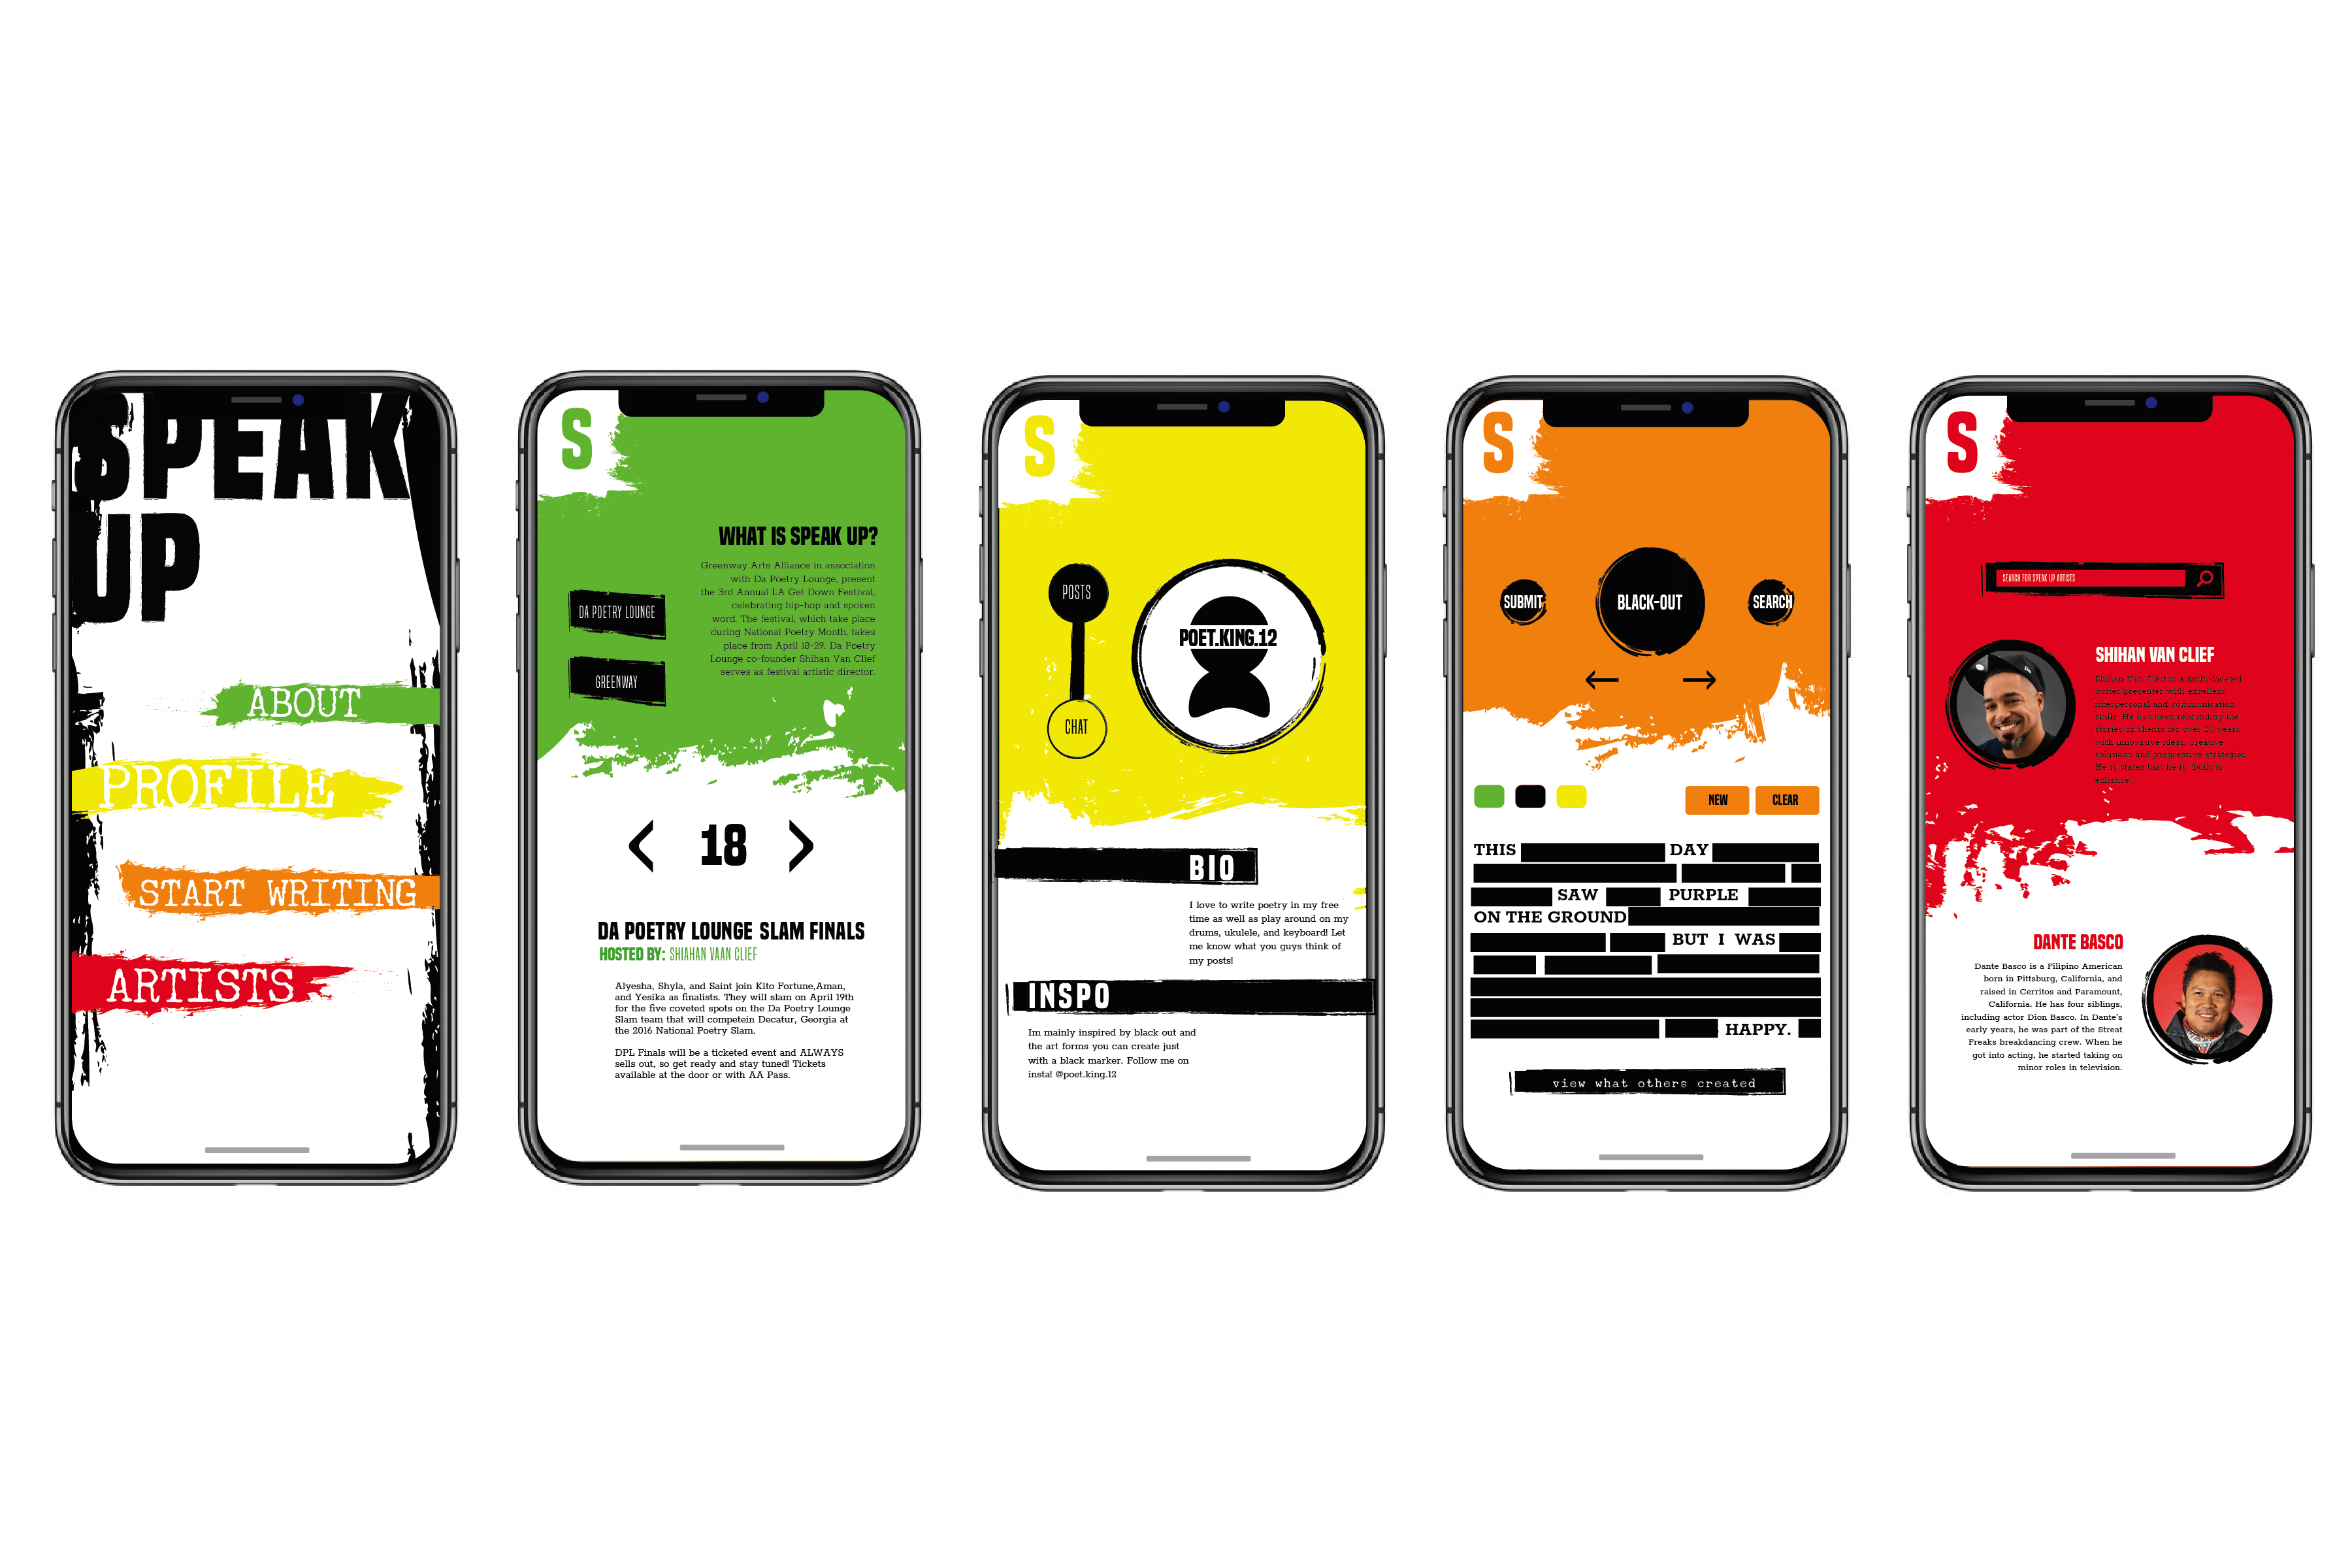 SPEAK
UP
ABOUT
PROFILE
START WRITING
ARTISTS
S
WHAT IS SPEAK UP?
Greenway Arts Alliance in association
with Da Poetry Lounge, present
the 3rd Annual LA Get Down Festival,
celebrating hip-hop and spoken
word. The festival, which take place
during National Poetry Month, takes
place from April 18-29. Da Poetry
Lounge co-founder Shihan Van Clief
serves as festival artistic director.
DA POETRY LOUNGE
GREENWAY
18
DA POETRY LOUNGE SLAM FINALS
HOSTED BY: SHIAHAN VAAN CLIEF
Alyesha, Shyla, and Saint join Kito Fortune,Aman,
and Yesika as finalists. They will slam on April 19th
for the five coveted spots on the Da Poetry Lounge
Slam team that will competein Decatur, Georgia at
the 2016 National Poetry Slam.
DPL Finals will be a ticketed event and ALWAYS
sells out, so get ready and stay tuned! Tickets
available at the door or with AA Pass.
S
POSTS
CHAT
POET.KING.12
BIO
I love to write poetry in my free
time as well as play around on my
drums, ukulele, and keyboard! Let
me know what you guys think of
my posts!
INSPO
Im mainly inspired by black out and
the art forms you can create just
with a black marker. Follow me on
insta! @poet.king.12
S
SUBMIT
BLACK-OUT
SEARCH
NEW
CLEAR
THIS DAY
SAW PURPLE
ON THE GROUND
BUT I WAS
HAPPY.
view what others created
S
SEARCH FOR SPEAK UP ARTISTS
SHIHAN VAN CLIEF
Shihan Van Cleif is a multi-faceted
writer/presenter with excellent
interpersonal and communication
skills. He has been rebranding the
stories of clients for over 20 years
with innovative ideas, creative
solutions and progressive strategies.
He is states that he is "built to
enhance".
DANTE BASCO
Dante Basco is a Filipino American
born in Pittsburg, California, and
raised in Cerritos and Paramount,
California. He has four siblings,
including actor Dion Basco. In Dante's
early years, he was part of the Streat
Freaks breakdancing crew. When he
got into acting, he started taking on
minor roles in television.